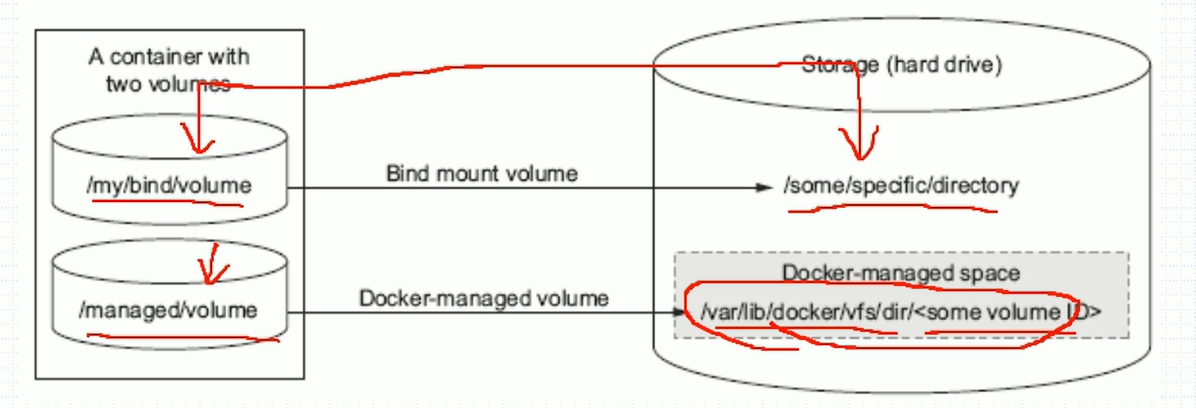 A container with
two volumes
Storage (hard drive)
/my/bind/volume
Bind mount volume
/some/specific/directory
Docker-managed space
/managed/volume
Docker-managed volume
/var/lib/docker/vfs/dir/<some volume ID>